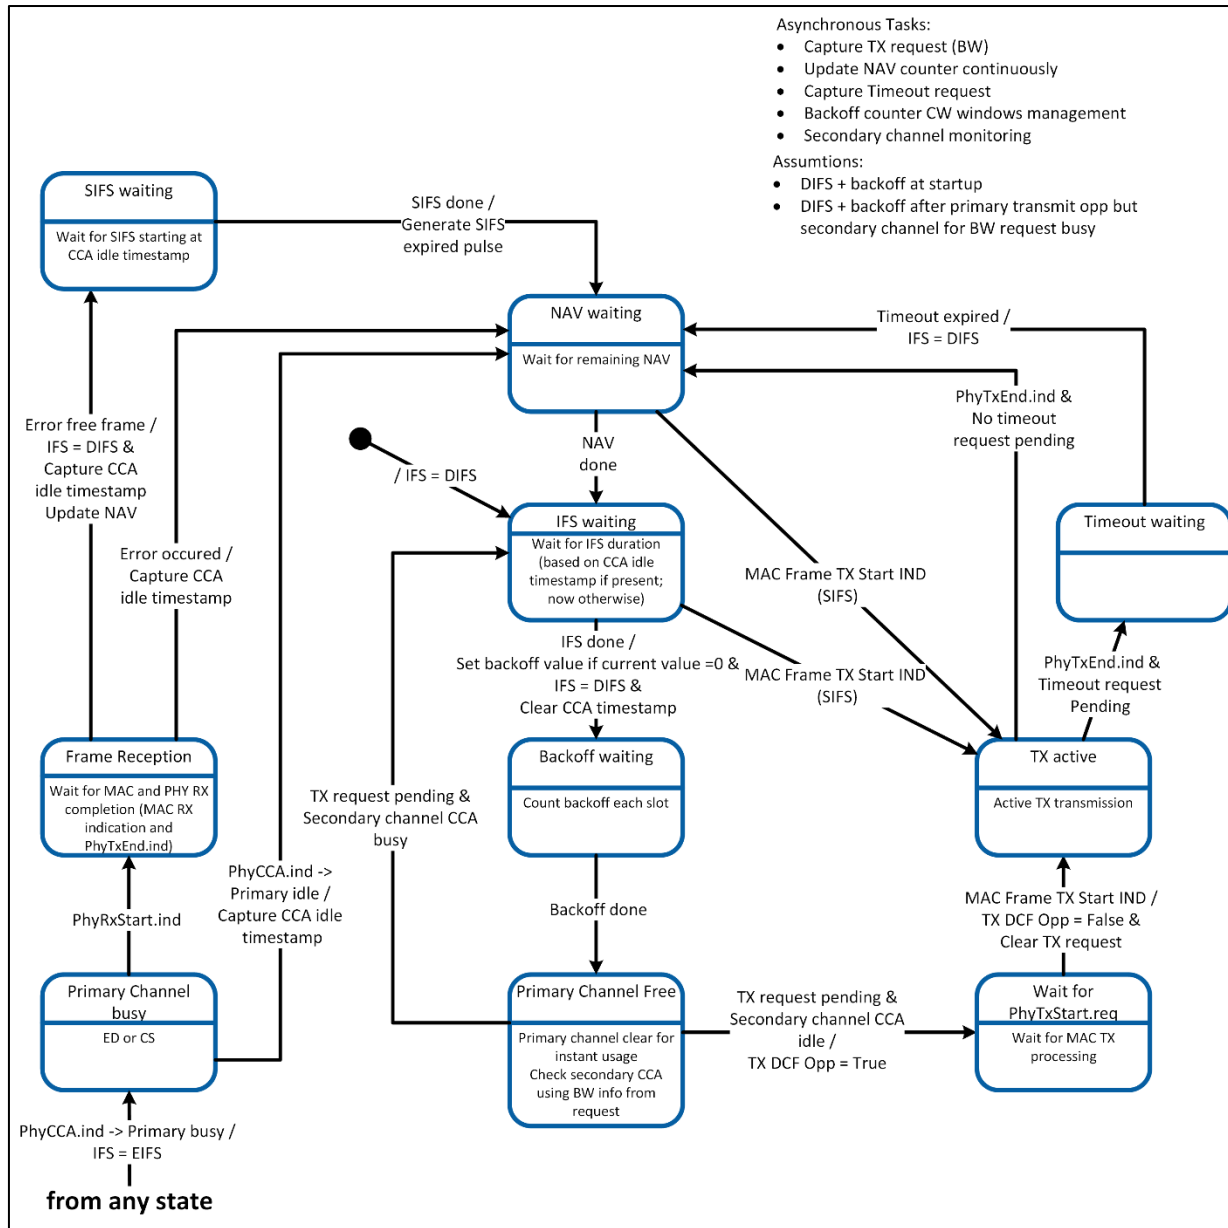 Asynchronous Tasks:
• Capture TX request (BW)
• Update NAV counter continuously
• Capture Timeout request
• Backoff counter CW windows management
• Secondary channel monitoring
Assumtions:
• DIFS + backoff at startup
• DIFS + backoff after primary transmit opp but
secondary channel for BW request busy
SIFS waiting
Wait for SIFS starting at
CCA idle timestamp
SIFS done /
Generate SIFS
expired pulse
NAV waiting
Wait for remaining NAV
Timeout expired /
IFS = DIFS
PhyTxEnd.ind &
No timeout
request pending
Error free frame /
IFS = DIFS &
Capture CCA
idle timestamp
Update NAV
NAV
done
/ IFS = DIFS
IFS waiting
Wait for IFS duration
(based on CCA idle
timestamp if present;
now otherwise)
Timeout waiting
Error occured /
Capture CCA
idle timestamp
MAC Frame TX Start IND
(SIFS)
IFS done /
Set backoff value if current value =0 &
IFS = DIFS &
Clear CCA timestamp
MAC Frame TX Start IND
(SIFS)
PhyTxEnd.ind &
Timeout request
Pending
Frame Reception
Wait for MAC and PHY RX
completion (MAC RX
indication and
PhyTxEnd.ind)
Backoff waiting
Count backoff each slot
TX active
Active TX transmission
TX request pending &
Secondary channel CCA
busy
PhyCCA.ind ->
Primary idle /
Capture CCA idle
timestamp
PhyRxStart.ind
Backoff done
MAC Frame TX Start IND /
TX DCF Opp = False &
Clear TX request
Primary Channel
busy
ED or CS
Primary Channel Free
Primary channel clear for
instant usage
Check secondary CCA
using BW info from
request
TX request pending &
Secondary channel CCA
idle /
TX DCF Opp = True
Wait for
PhyTxStart.req
Wait for MAC TX
processing
PhyCCA.ind -> Primary busy /
IFS = EIFS
from any state